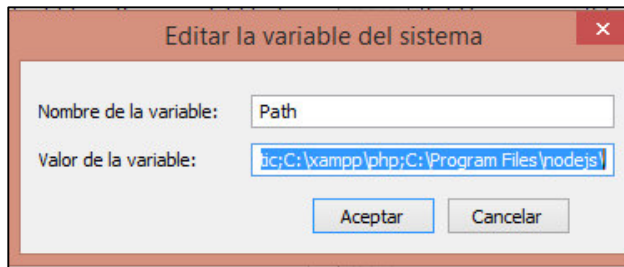 Editar la variable del sistema
Nombre de la variable: Path
Valor de la variable: tic;C:\xampp\php;C:\Program Files\nodejs\
Aceptar Cancelar